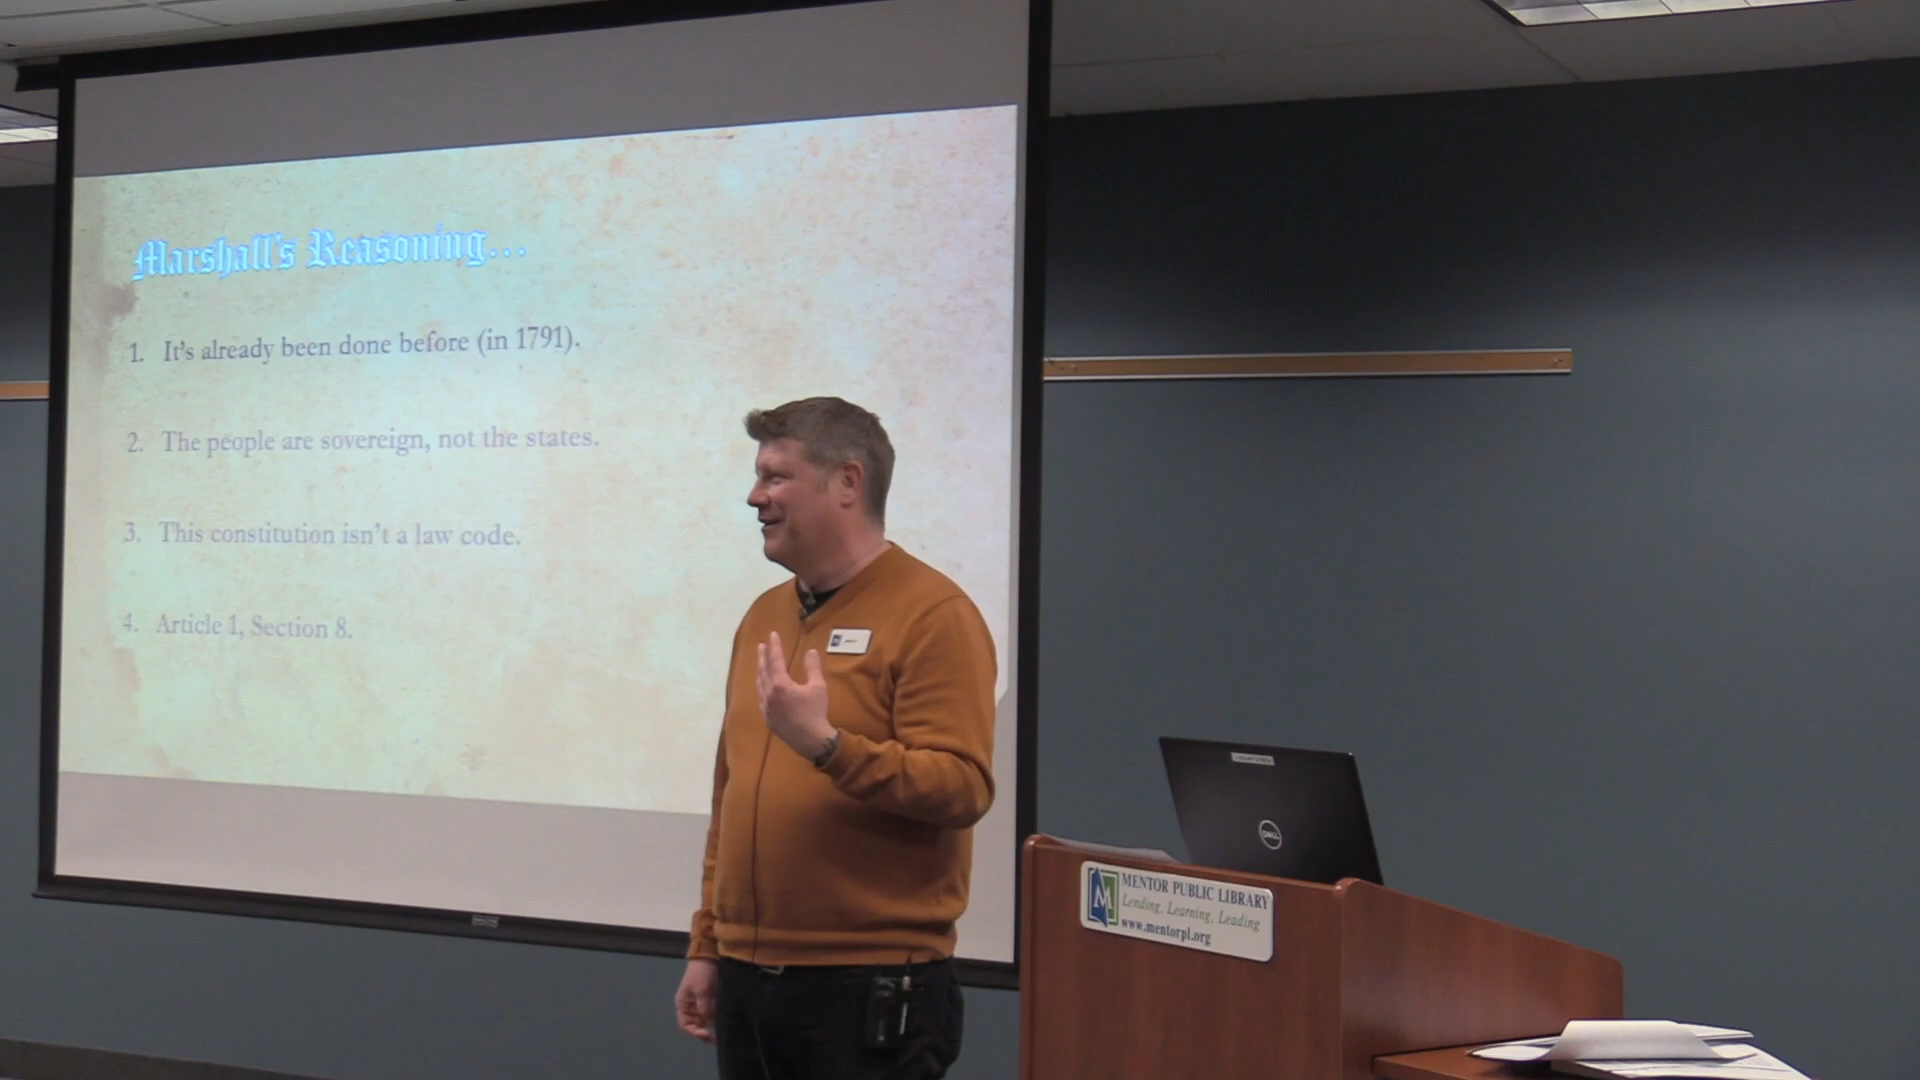 Marshall's Reasoning...
1. It's already been done before (in 1791).
2. The people are sovereign, not the states.
3. This constitution isn't a law code.
4. Article 1, Section 8.
DELL
M
MENTOR PUBLIC LIBRARY
Lending, Learning, Leading
www.mentorpl.org